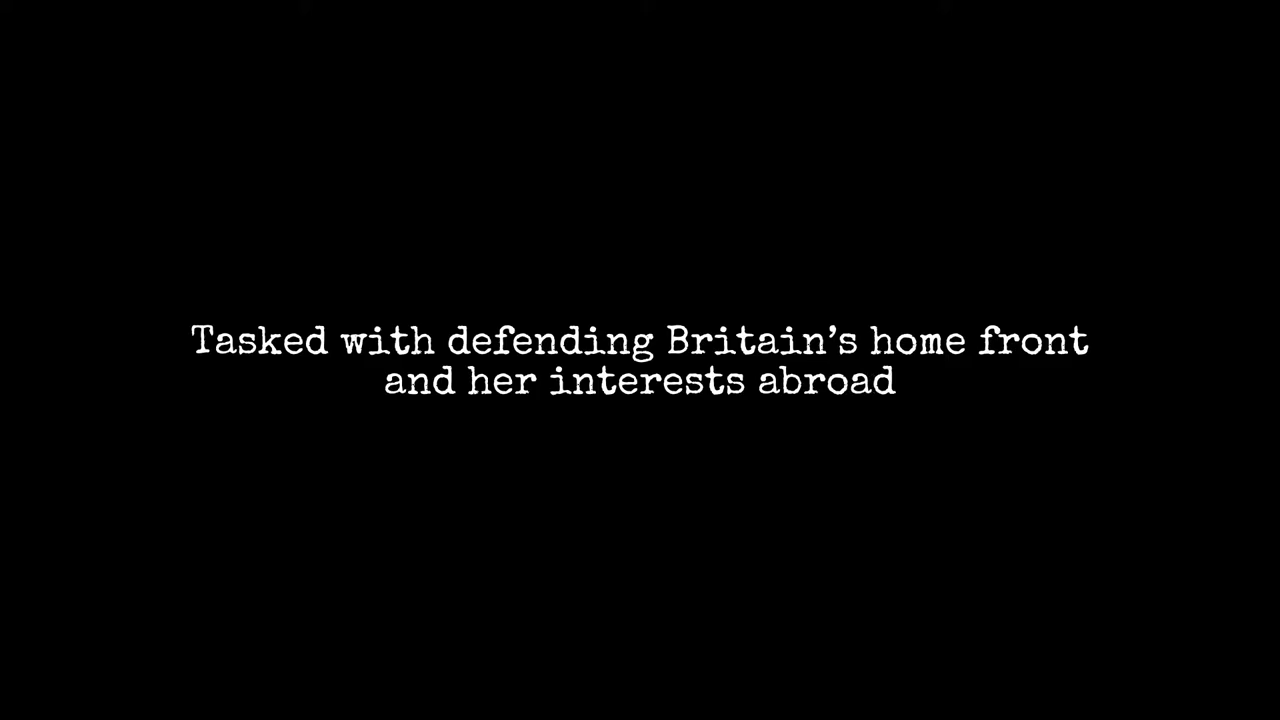 Tasked with defending Britain’s home front
and her interests abroad